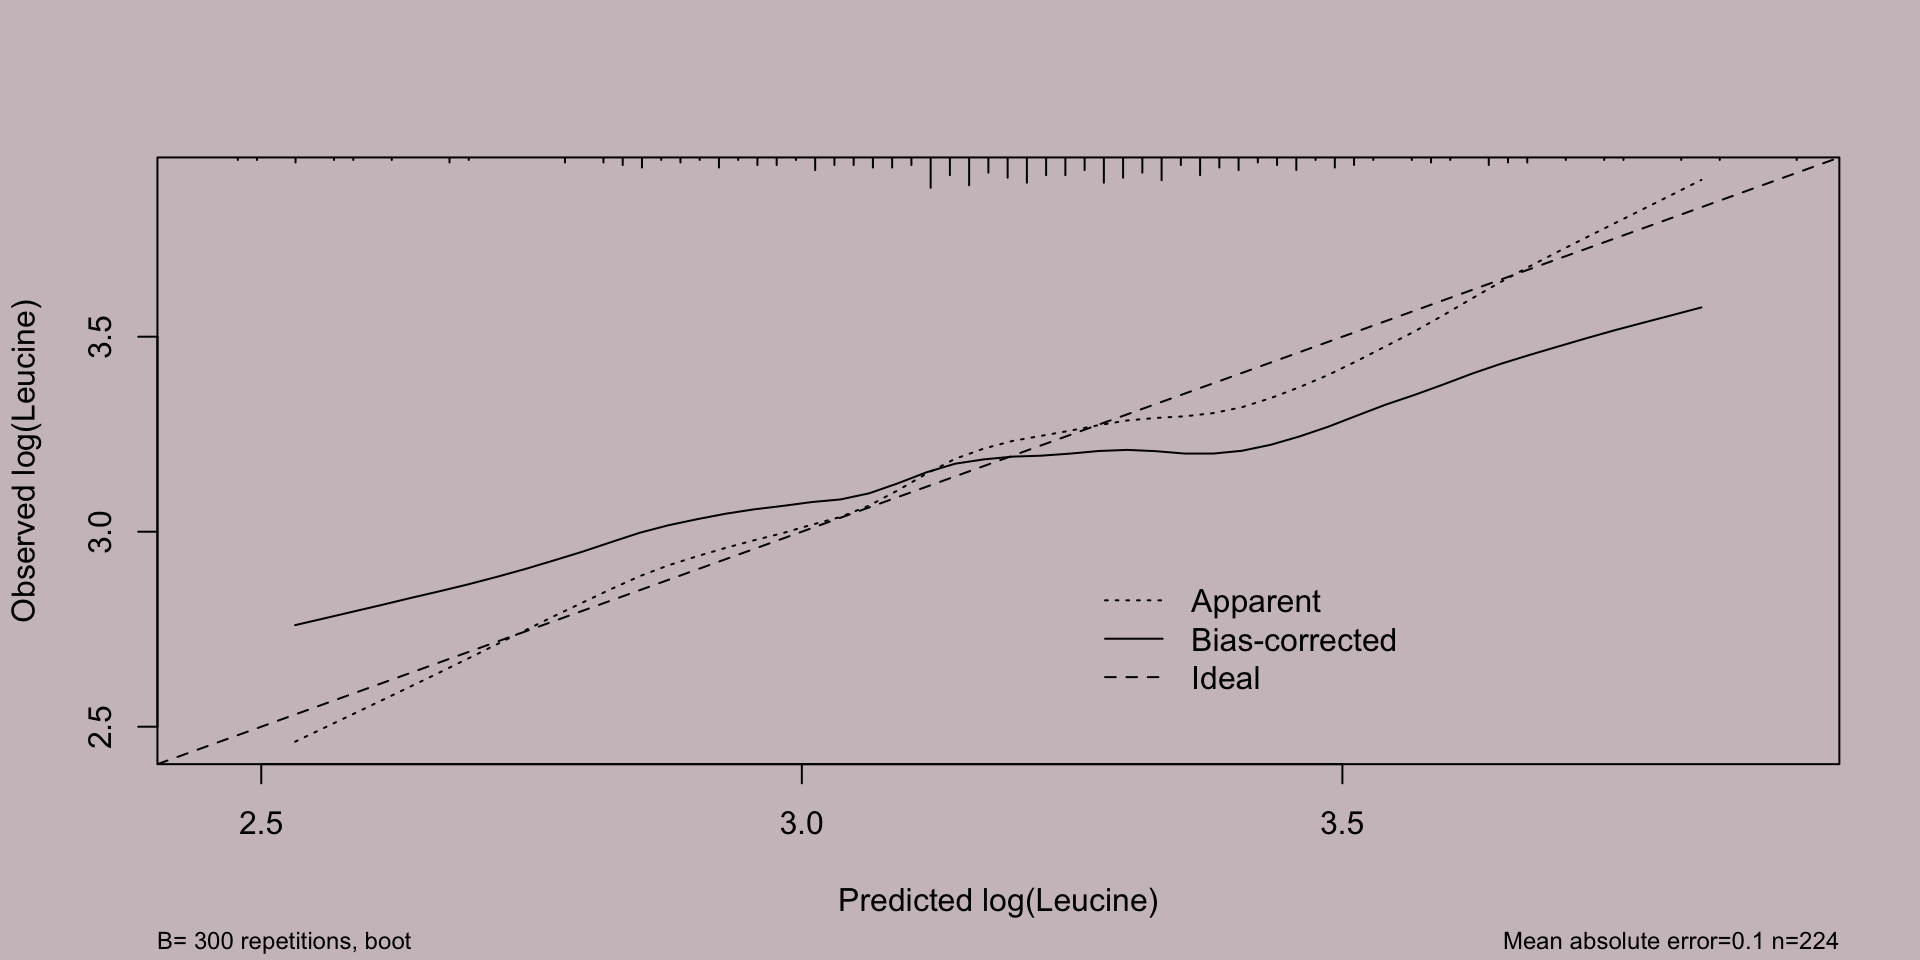 Observed log(Leucine)
3.5
3.0
2.5
Apparent
Bias-corrected
Ideal
2.5 3.0 3.5
Predicted log(Leucine)
B= 300 repetitions, boot
Mean absolute error=0.1 n=224